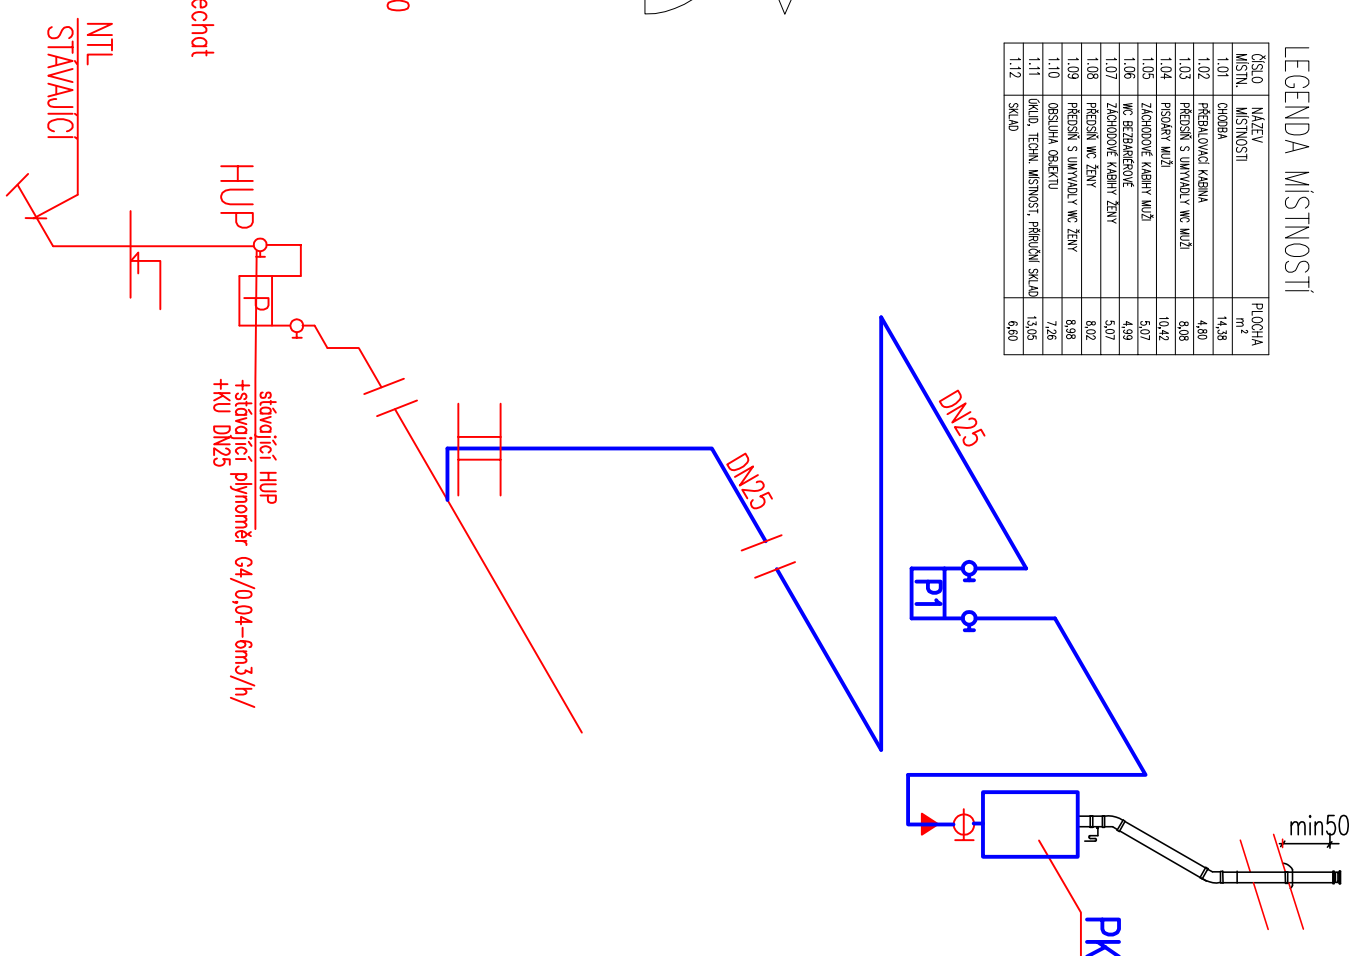 LEGENDA MÍSTNOSTÍ
ČÍSLO MÍSTN. NÁZEV MÍSTNOSTI PLOCHA m²
1.01 CHODBA 14,38
1.02 PŘEBALOVACÍ KABINA 4,80
1.03 PŘEDSÍŇ S UMYVADLY WC MUŽI 8,08
1.04 PISOÁRY MUŽI 10,42
1.05 ZÁCHODOVÉ KABIHY MUŽI 5,07
1.06 WC BEZBARIÉROVÉ 4,99
1.07 ZÁCHODOVÉ KABIHY ŽENY 5,07
1.08 PŘEDSÍŇ WC ŽENY 8,02
1.09 PŘEDSÍŇ S UMYVADLY WC ŽENY 8,98
1.10 OBSLUHA OBJEKTU 7,26
1.11 ÚKLID, TECHN. MÍSTNOST, PŘÍRUČNÍ SKLAD 13,05
1.12 SKLAD 6,60
echat
0
NTL
STÁVAJÍCÍ
HUP
P
stávající HUP
+stávající plynoměr G4/0,04-6m3/h/
+KU DN25
DN25
DN25
P1
min50
PK